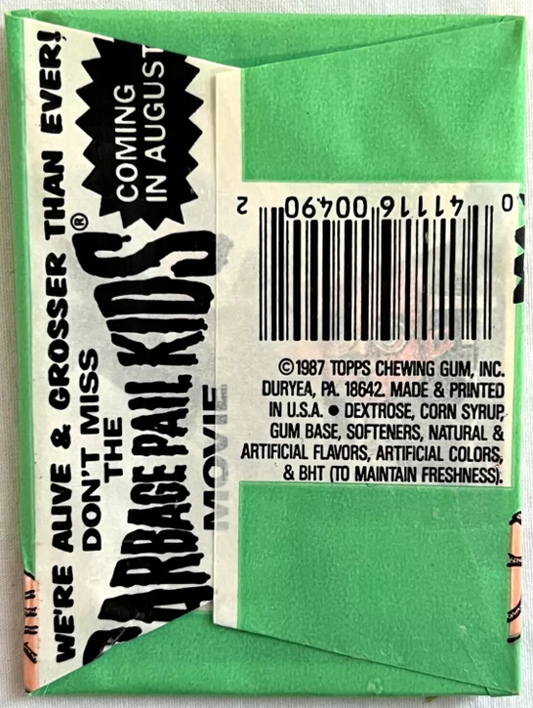 WE'RE ALIVE & GROSSER THAN EVER!
DON'T MISS
THE
GARBAGE PAIL KIDS®
MOVIE
COMING
IN AUGUST
0 41116 00490 2
©1987 TOPPS CHEWING GUM, INC.
DURYEA, PA. 18642. MADE & PRINTED
IN U.S.A. ● DEXTROSE, CORN SYRUP,
GUM BASE, SOFTENERS, NATURAL &
ARTIFICIAL FLAVORS, ARTIFICIAL COLORS,
& BHT (TO MAINTAIN FRESHNESS).